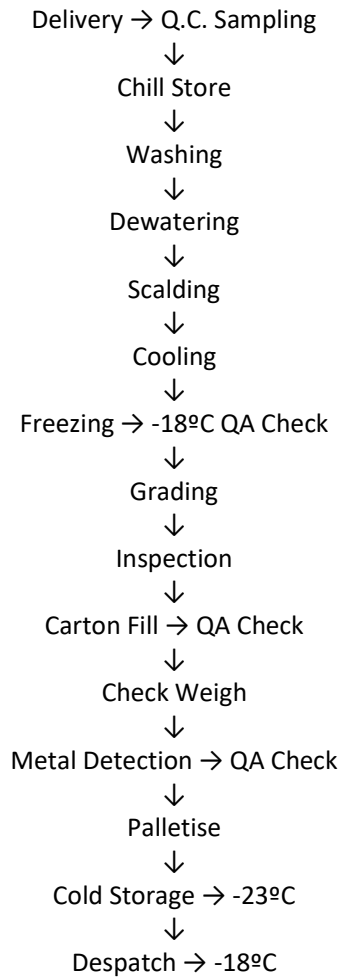 Delivery → Q.C. Sampling
↓
Chill Store
↓
Washing
↓
Dewatering
↓
Scalding
↓
Cooling
↓
Freezing → -18ºC QA Check
↓
Grading
↓
Inspection
↓
Carton Fill → QA Check
↓
Check Weigh
↓
Metal Detection → QA Check
↓
Palletise
↓
Cold Storage → -23ºC
↓
Despatch → -18ºC